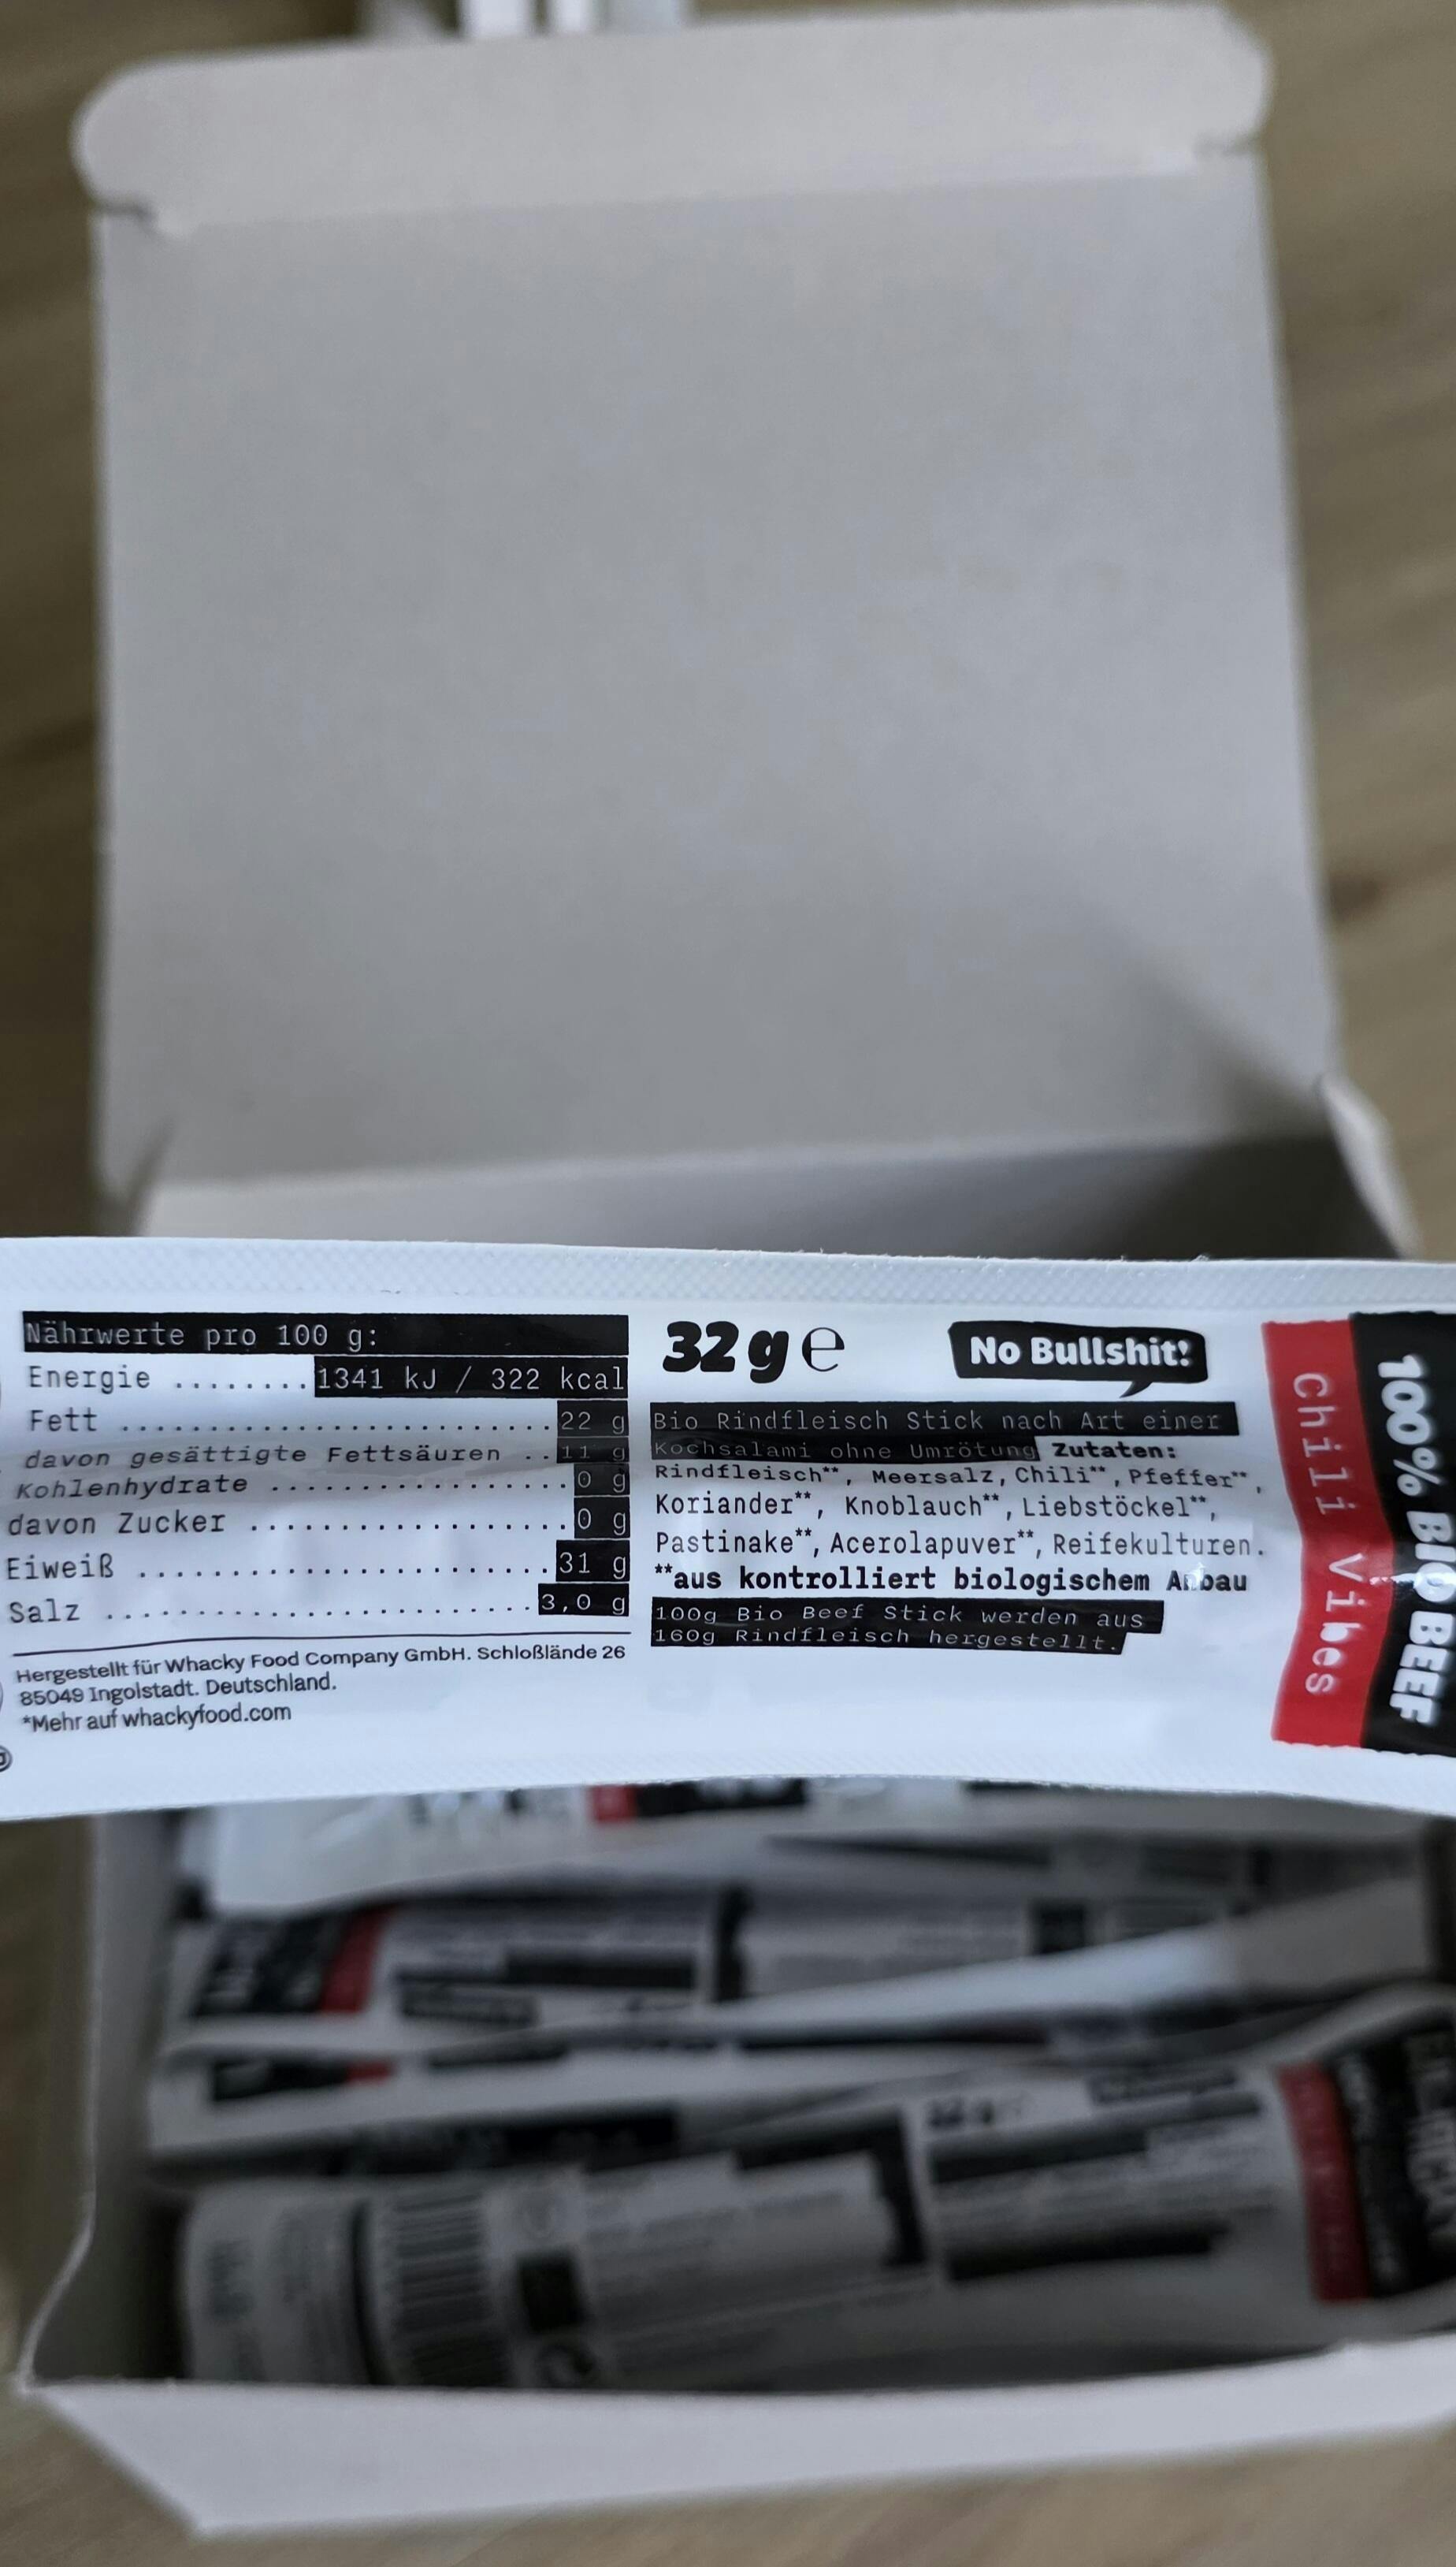 Nährwerte pro 100 g:
Energie ........1341 kJ / 322 kcal
Fett ........................22 g
davon gesättigte Fettsäuren ..11 g
Kohlenhydrate .................0 g
davon Zucker ..................0 g
Eiweiß .......................31 g
Salz ........................3,0 g
Hergestellt für Whacky Food Company GmbH. Schloßlände 26
85049 Ingolstadt. Deutschland.
*Mehr auf whackyfood.com
32 g e
No Bullshit!
Bio Rindfleisch Stick nach Art einer
Kochsalami ohne Umrötung Zutaten:
Rindfleisch**, Meersalz, Chili**, Pfeffer**,
Koriander**, Knoblauch**, Liebstöckel**,
Pastinake**, Acerolapuver**, Reifekulturen.
**aus kontrolliert biologischem Anbau
100g Bio Beef Stick werden aus
160g Rindfleisch hergestellt.
Chili Vibes
100% BIO BEEF